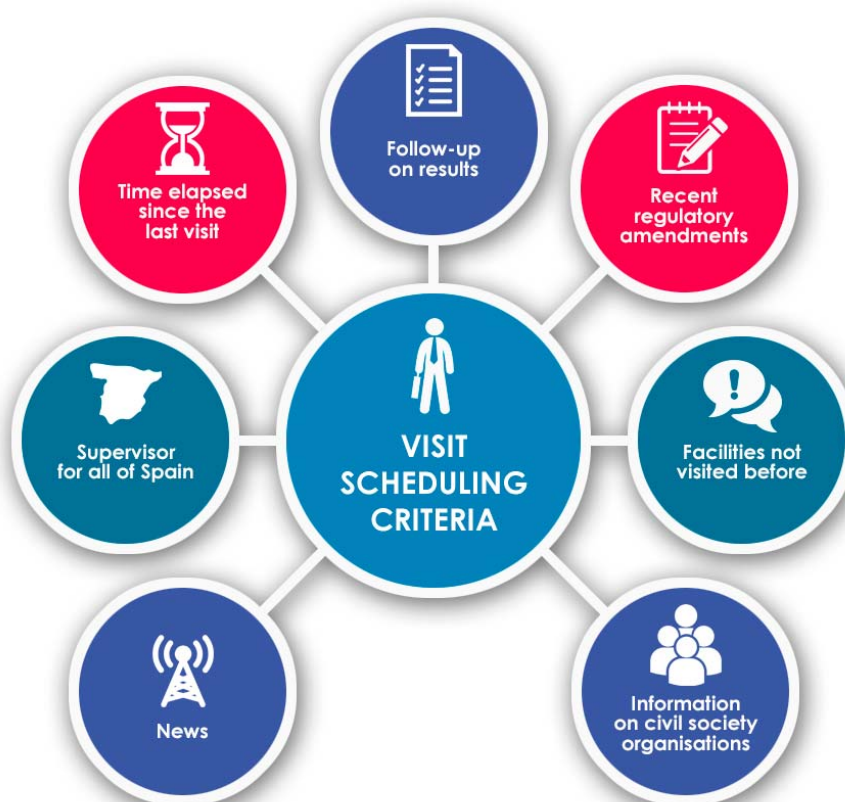 Follow-up
on results
Time elapsed
since the
last visit
Recent
regulatory
amendments
VISIT
SCHEDULING
CRITERIA
Supervisor
for all of Spain
Facilities not
visited before
News
Information
on civil society
organisations